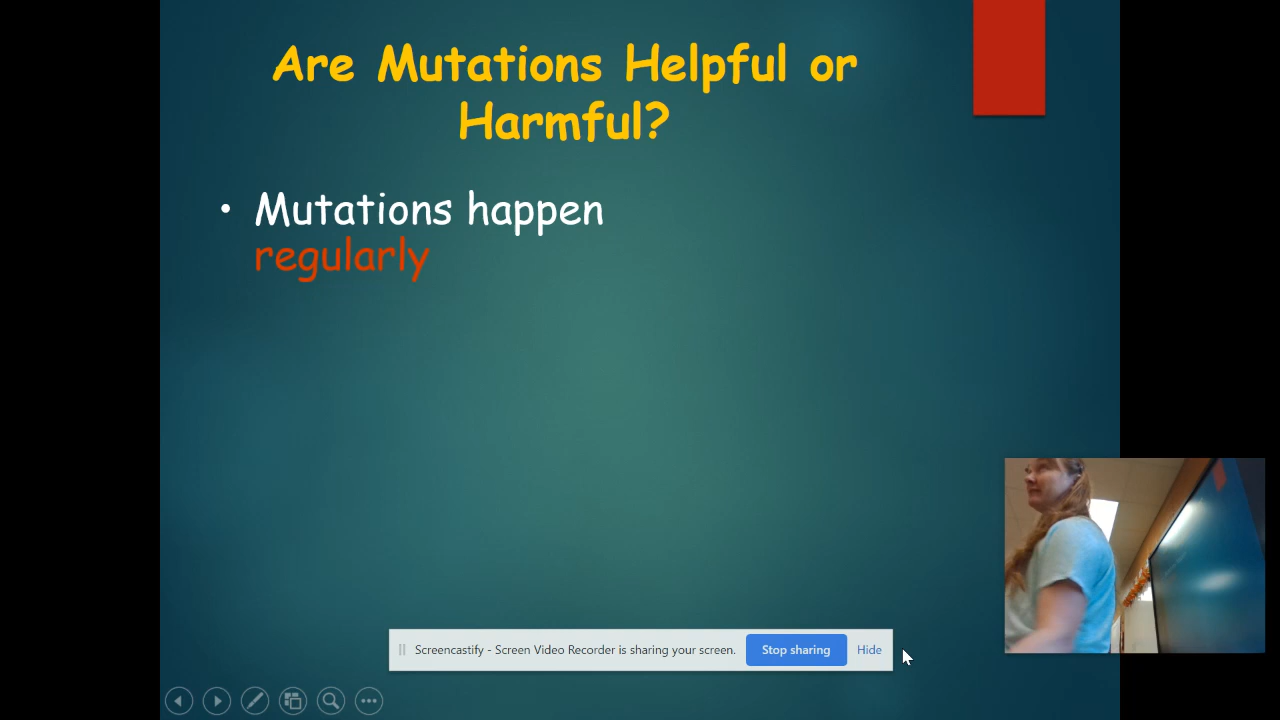 Are Mutations Helpful or
Harmful?
• Mutations happen
regularly
Screencastify - Screen Video Recorder is sharing your screen.
Stop sharing
Hide